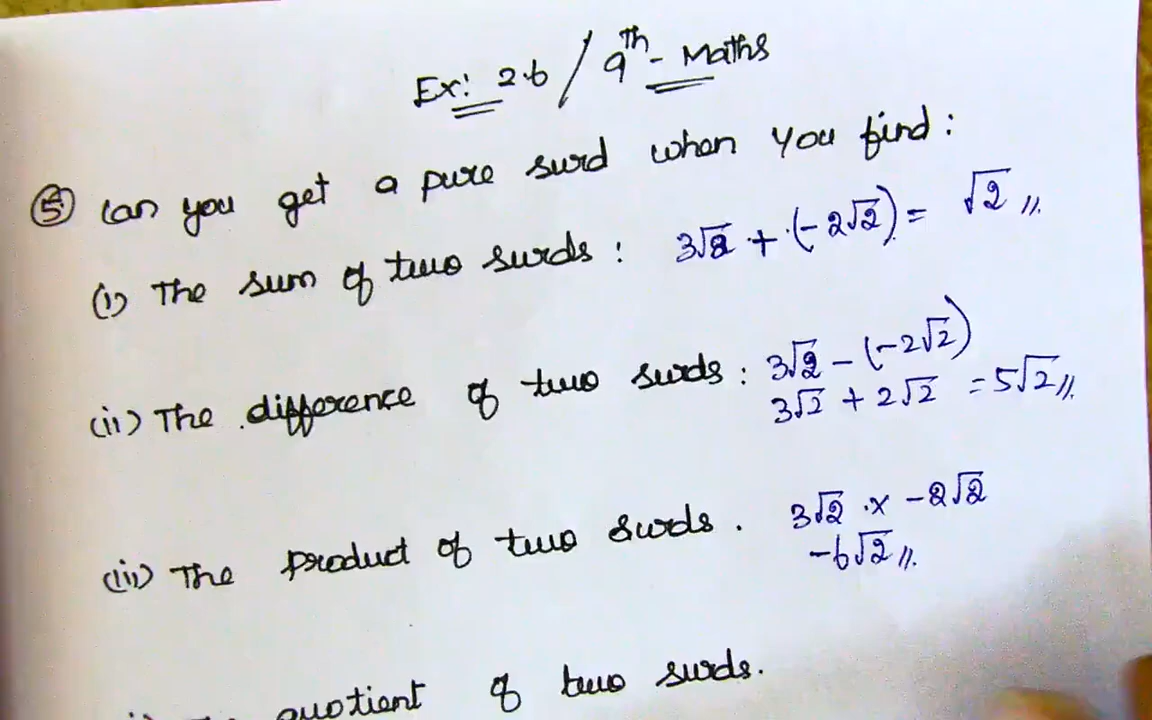 Ex: 2.6 / 9th - Maths
⑤ Can you get a pure surd when you find:
(i) The sum of two surds: 3√2 + (-2√2) = √2 //.
(ii) The difference of two surds: 3√2 - (-2√2)
3√2 + 2√2 = 5√2 //.
(iii) The product of two surds. 3√2 × -2√2
-6√2 //.
quotient of two surds.